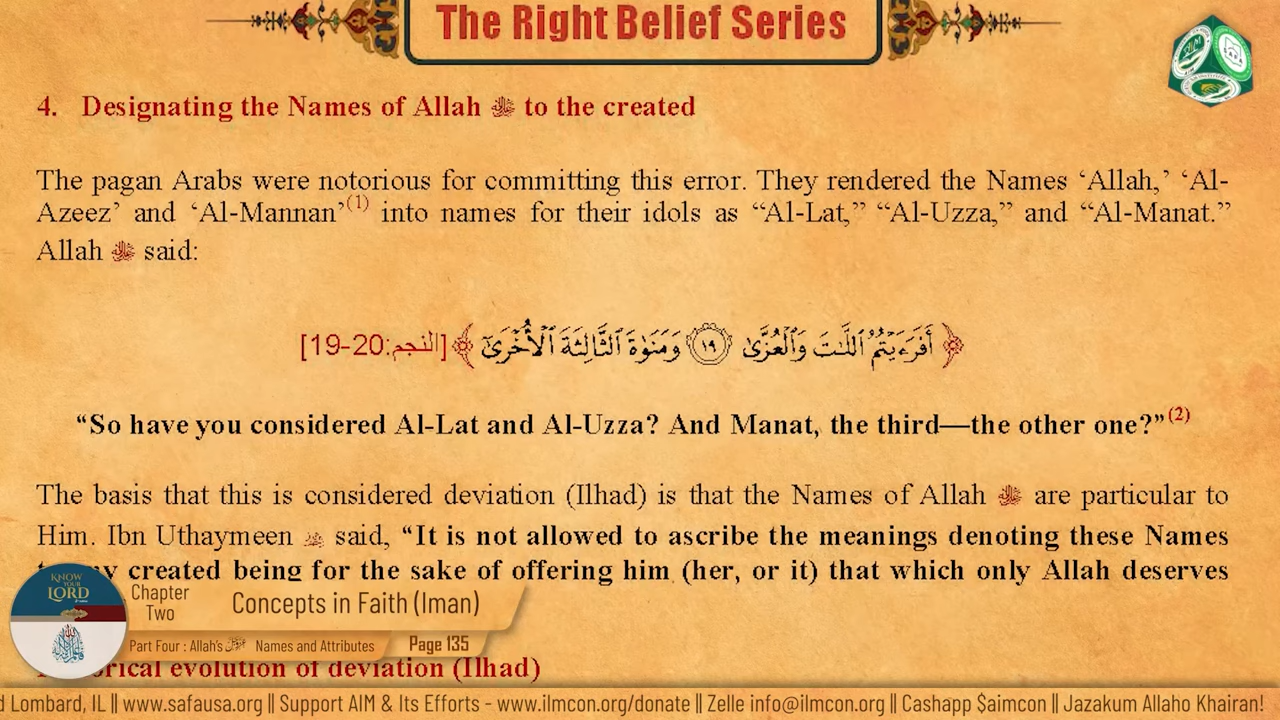 The Right Belief Series
4. Designating the Names of Allah ﷻ to the created
The pagan Arabs were notorious for committing this error. They rendered the Names ‘Allah,’ ‘Al-
Azeez’ and ‘Al-Mannan’(1) into names for their idols as “Al-Lat,” “Al-Uzza,” and “Al-Manat.”
Allah ﷻ said:
﴿أَفَرَءَيْتُمُ ٱللَّـٰتَ وَٱلْعُزَّىٰ ١٩ وَمَنَوٰةَ ٱلثَّالِثَةَ ٱلْأُخْرَىٰٓ﴾ [النجم:19-20]
“So have you considered Al-Lat and Al-Uzza? And Manat, the third—the other one?”(2)
The basis that this is considered deviation (Ilhad) is that the Names of Allah ﷻ are particular to
Him. Ibn Uthaymeen said, “It is not allowed to ascribe the meanings denoting these Names
created being for the sake of offering him (her, or it) that which only Allah deserves
evolution of deviation (Ilhad)
KNOW YOUR LORD
Chapter Two
Concepts in Faith (Iman)
Part Four : Allah's ﷻ Names and Attributes
Page 135
Lombard, IL || www.safausa.org || Support AIM & Its Efforts - www.ilmcon.org/donate || Zelle info@ilmcon.org || Cashapp $aimcon || Jazakum Allaho Khairan!